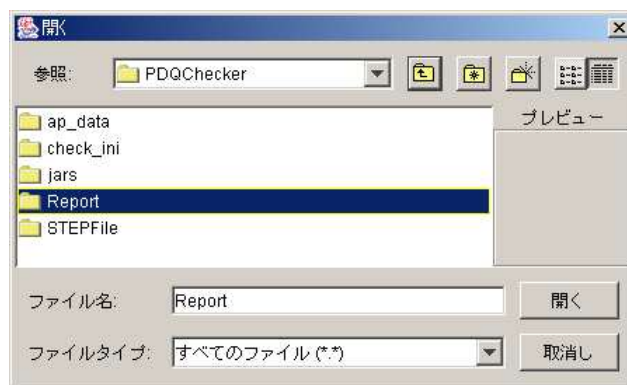 開く
参照: PDQChecker
プレビュー
ap_data
check_ini
jars
Report
STEPFile
ファイル名: Report 開く
ファイルタイプ: すべてのファイル (*.*) 取消し